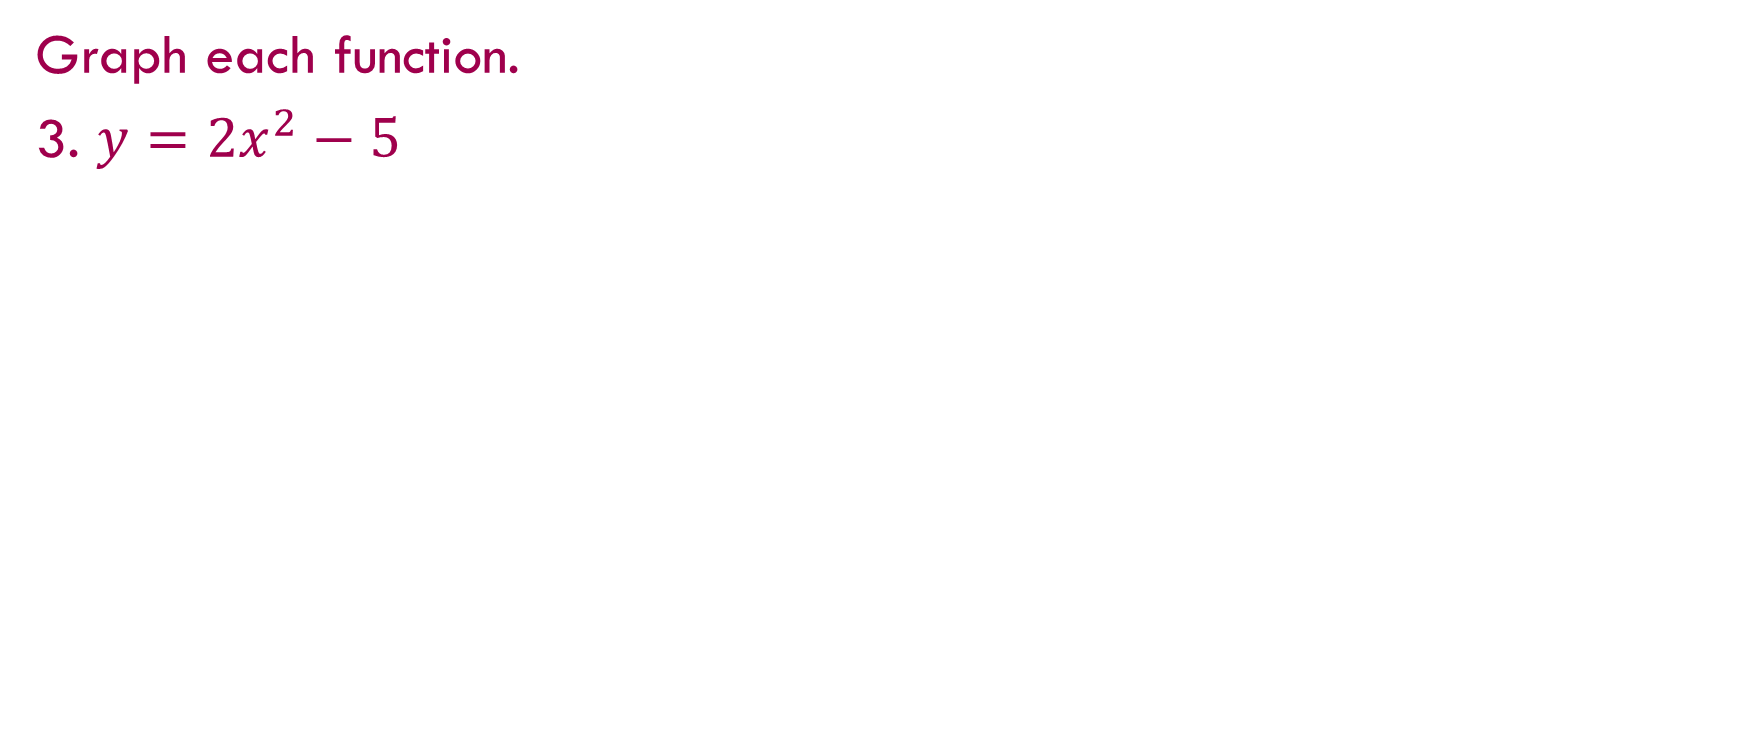 Graph each function.
3. y = 2x² − 5